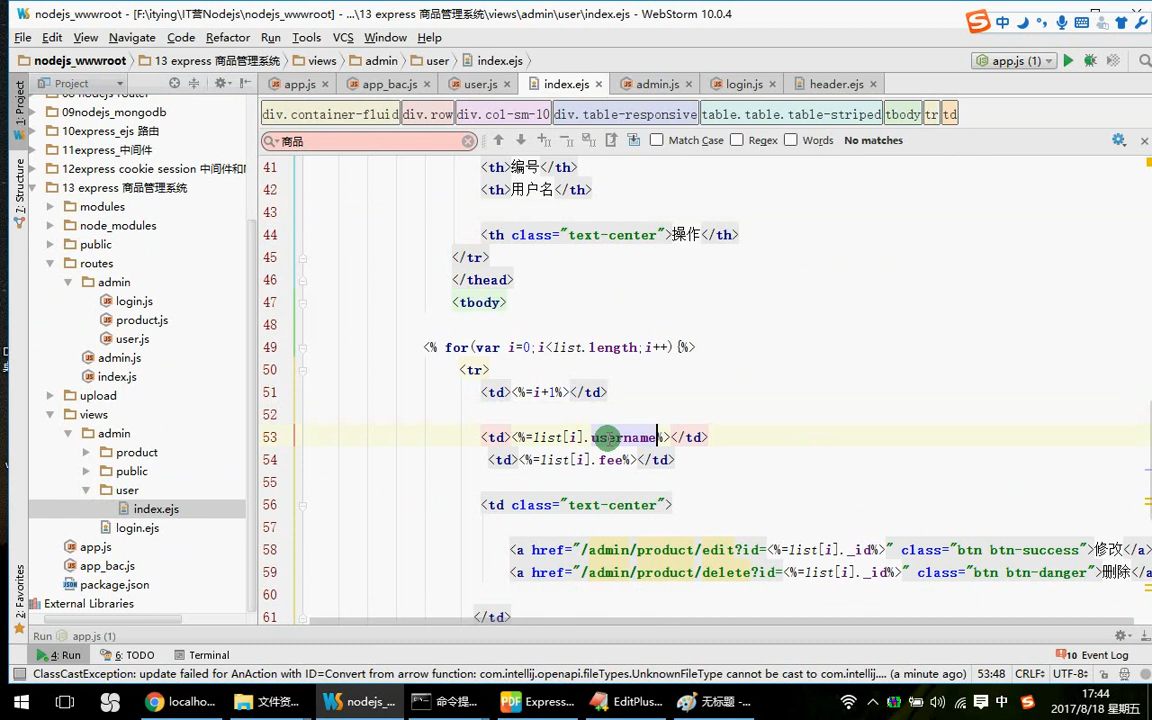 nodejs_wwwroot - [F:\itying\IT营Nodejs\nodejs_wwwroot] - ...\13 express 商品管理系统\views\admin\user\index.ejs - WebStorm 10.0.4
File Edit View Navigate Code Refactor Run Tools VCS Window Help
nodejs_wwwroot 13 express 商品管理系统 views admin user index.ejs app.js (1)
Project app.js app_bac.js user.js index.ejs admin.js login.js header.ejs
1: Project
7: Structure
2: Favorites
09nodejs_mongodb
10express_ejs 路由
11express_中间件
12express cookie session 中间件和N
13 express 商品管理系统
modules
node_modules
public
routes
admin
login.js
product.js
user.js
admin.js
index.js
upload
views
admin
product
public
user
index.ejs
login.ejs
app.js
app_bac.js
package.json
External Libraries
div.container-fluid div.row div.col-sm-10 div.table-responsive table.table.table-striped tbody tr td
商品 Match Case Regex Words No matches
41 <th>编号</th>
42 <th>用户名</th>
43
44 <th class="text-center">操作</th>
45 </tr>
46 </thead>
47 <tbody>
48
49 <% for(var i=0;i<list.length;i++){%>
50 <tr>
51 <td><%=i+1%></td>
52
53 <td><%=list[i].username%></td>
54 <td><%=list[i].fee%></td>
55
56 <td class="text-center">
57
58 <a href="/admin/product/edit?id=<%=list[i]._id%>" class="btn btn-success">修改</a>
59 <a href="/admin/product/delete?id=<%=list[i]._id%>" class="btn btn-danger">删除</a
60
61 </td>
Run app.js (1)
4: Run 6: TODO Terminal 10 Event Log
ClassCastException: update failed for AnAction with ID=Convert from arrow function: com.intellij.openapi.fileTypes.UnknownFileType cannot be cast to com.intellij.... (a minute ago) 53:48 CRLF UTF-8
localho... 文件资... nodejs_... 命令提... Express... EditPlus... 无标题 -... 中 17:44
2017/8/18 星期五